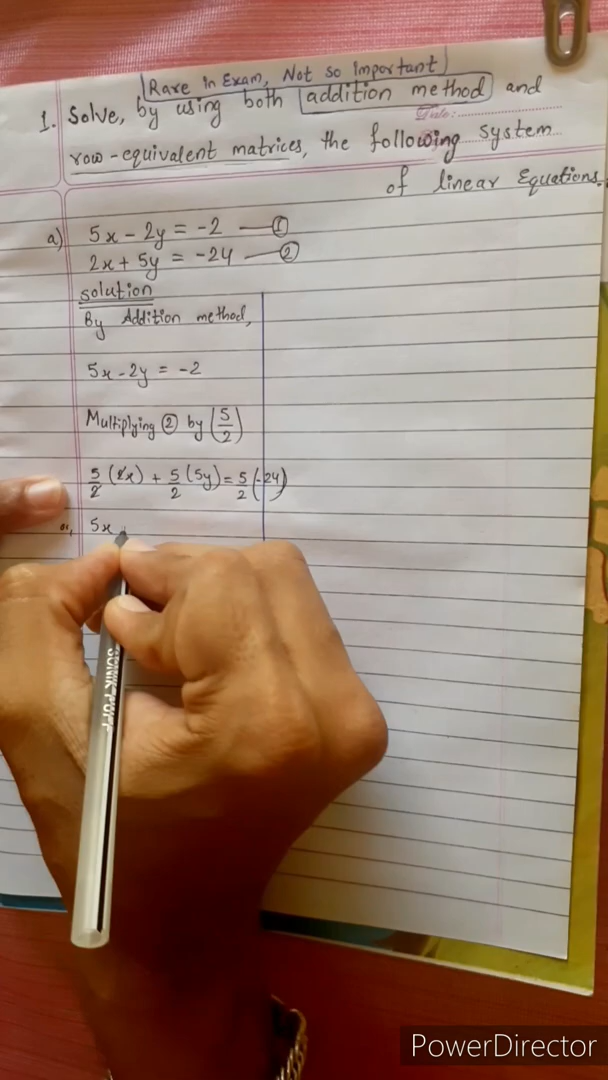 Rare in Exam, Not so important
1. Solve, by using both addition method and
Date:
row-equivalent matrices, the following system
of linear Equations.
a) 5x - 2y = -2 — ①
2x + 5y = -24 — ②
solution
By Addition method,
5x - 2y = -2
Multiplying ② by (5/2)
5/2 (2x) + 5/2 (5y) = 5/2 (-24)
or, 5x
PowerDirector